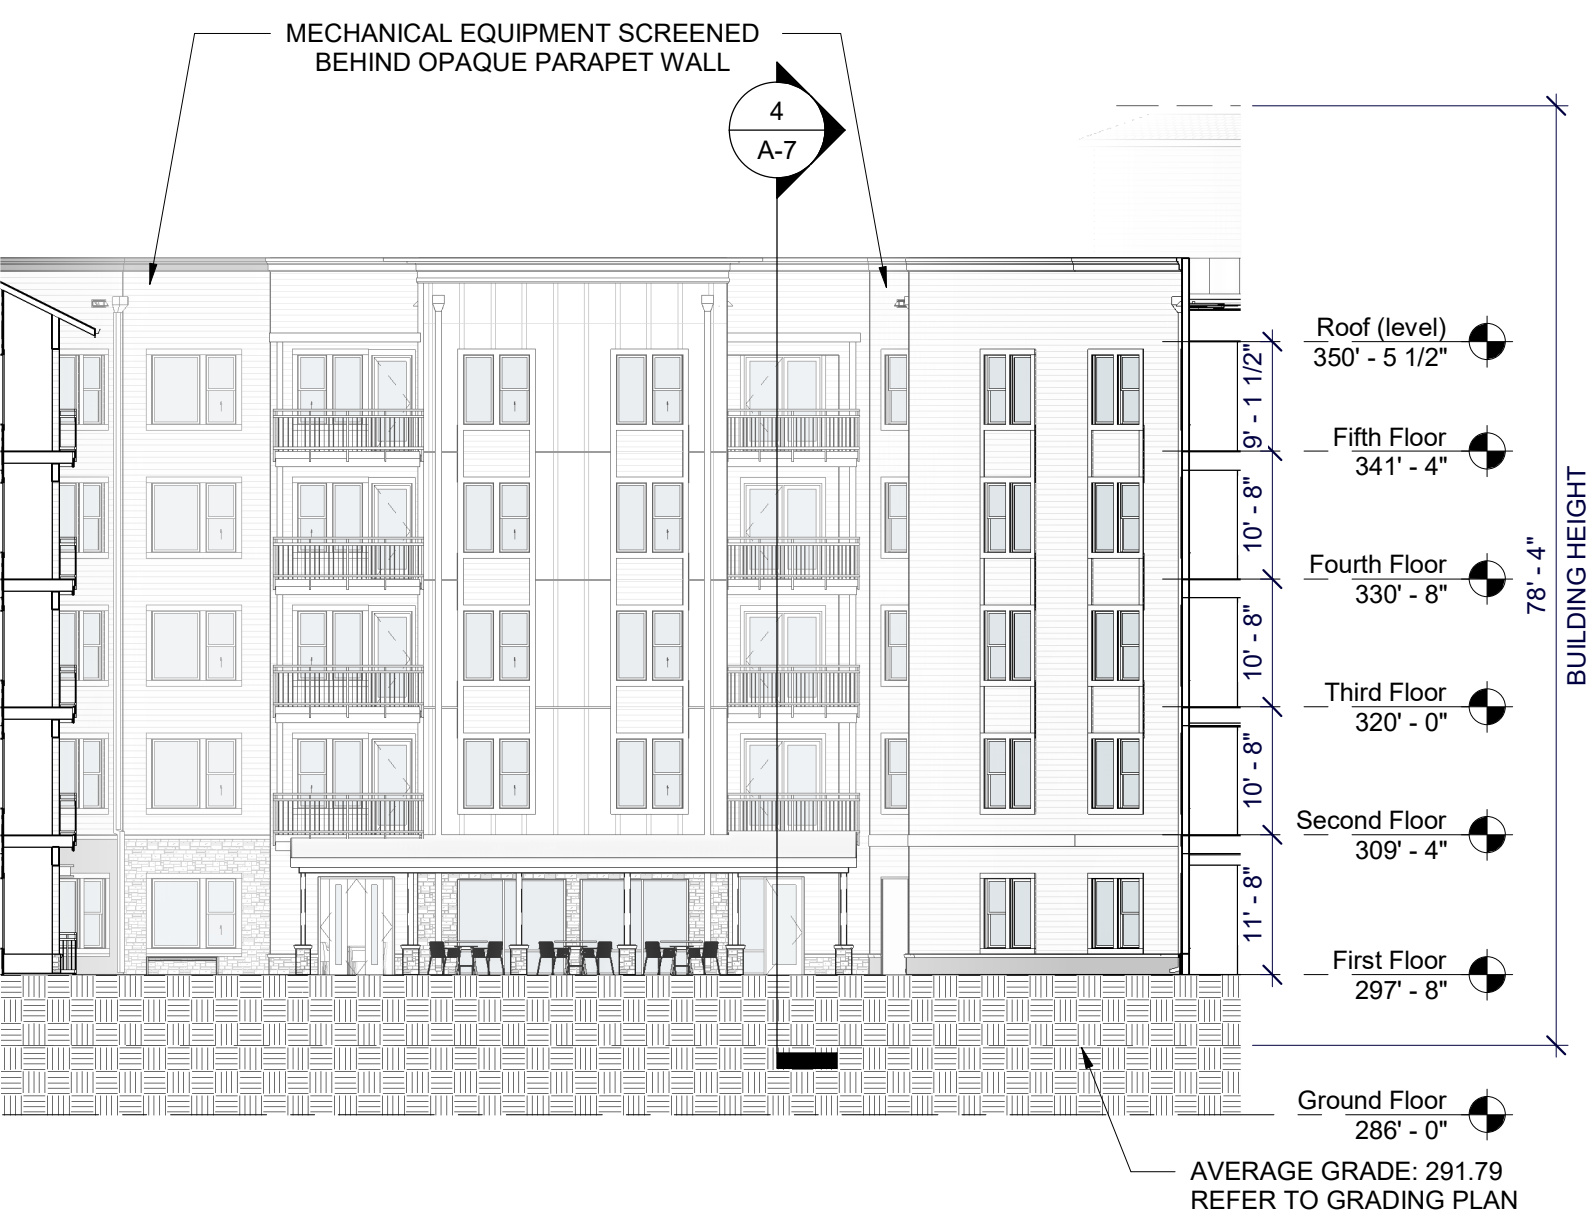 MECHANICAL EQUIPMENT SCREENED
BEHIND OPAQUE PARAPET WALL
4
A-7
Roof (level)
350' - 5 1/2"
9' - 1 1/2"
Fifth Floor
341' - 4"
10' - 8"
Fourth Floor
330' - 8"
10' - 8"
78' - 4"
BUILDING HEIGHT
Third Floor
320' - 0"
10' - 8"
Second Floor
309' - 4"
11' - 8"
First Floor
297' - 8"
Ground Floor
286' - 0"
AVERAGE GRADE: 291.79
REFER TO GRADING PLAN